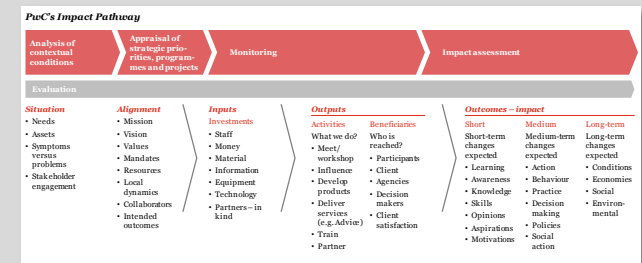 PwC's Impact Pathway
Analysis of
contextual
conditions
Appraisal of
strategic prio-
rities, program-
mes and projects
Monitoring
Impact assessment
Evaluation
Situation
• Needs
• Assets
• Symptoms
versus
problems
• Stakeholder
engagement
Alignment
• Mission
• Vision
• Values
• Mandates
• Resources
• Local
dynamics
• Collaborators
• Intended
outcomes
Inputs
Investments
• Staff
• Money
• Material
• Information
• Equipment
• Technology
• Partners – in
kind
Outputs
Activities
What we do?
• Meet/
workshop
• Influence
• Develop
products
• Deliver
services
(e.g. Advice)
• Train
• Partner
Beneficiaries
Who is
reached?
• Participants
• Client
• Agencies
• Decision
makers
• Client
satisfaction
Outcomes – impact
Short
Short-term
changes
expected
• Learning
• Awareness
• Knowledge
• Skills
• Opinions
• Aspirations
• Motivations
Medium
Medium-term
changes
expected
• Action
• Behaviour
• Practice
• Decision
making
• Policies
• Social
action
Long-term
Long-term
changes
expected
• Conditions
• Economies
• Social
• Environ-
mental